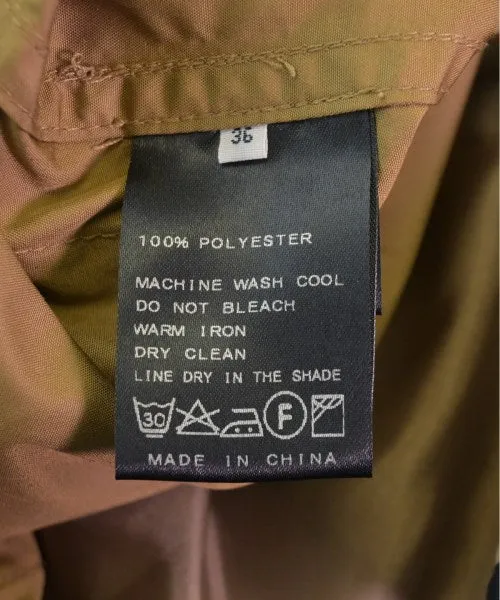 36
100% POLYESTER
MACHINE WASH COOL
DO NOT BLEACH
WARM IRON
DRY CLEAN
LINE DRY IN THE SHADE
30 F
MADE IN CHINA